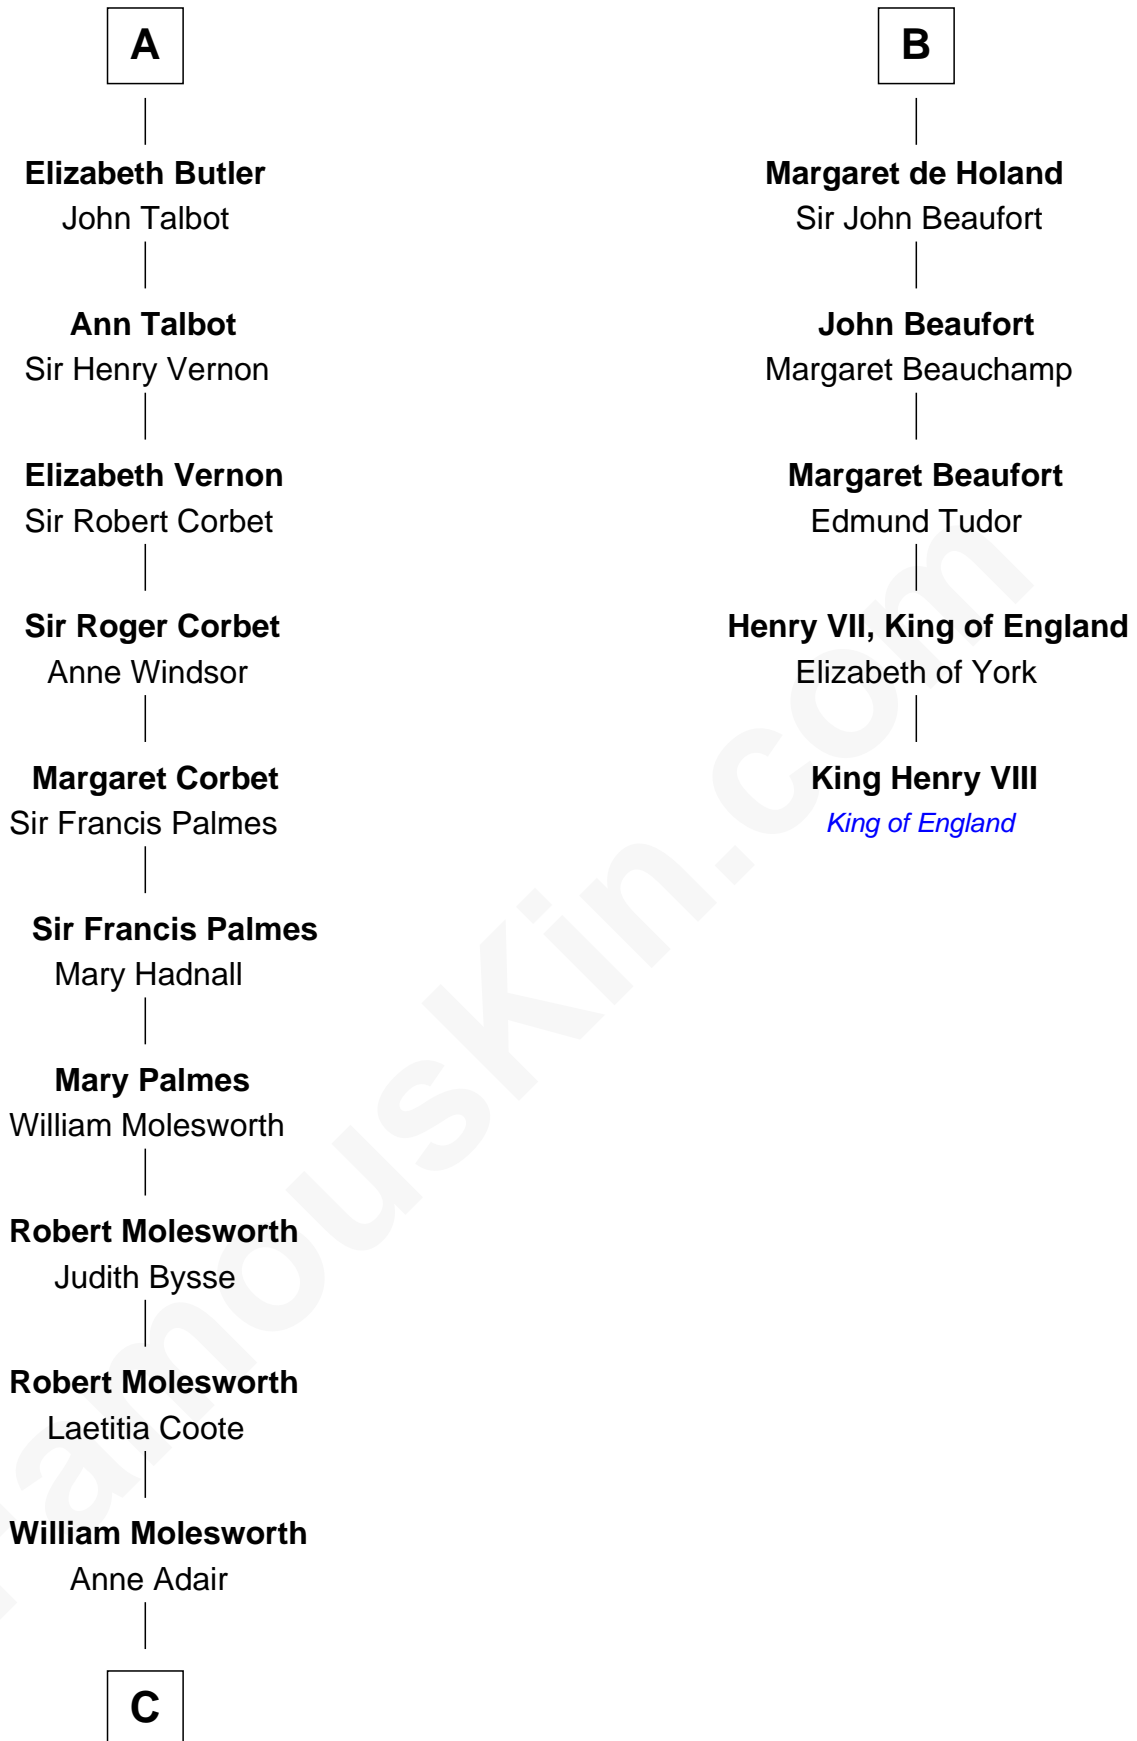 A
Elizabeth Butler
John Talbot
Ann Talbot
Sir Henry Vernon
Elizabeth Vernon
Sir Robert Corbet
Sir Roger Corbet
Anne Windsor
Margaret Corbet
Sir Francis Palmes
Sir Francis Palmes
Mary Hadnall
Mary Palmes
William Molesworth
Robert Molesworth
Judith Bysse
Robert Molesworth
Laetitia Coote
William Molesworth
Anne Adair
C
B
Margaret de Holand
Sir John Beaufort
John Beaufort
Margaret Beauchamp
Margaret Beaufort
Edmund Tudor
Henry VII, King of England
Elizabeth of York
King Henry VIII
King of England
FamousKin.com